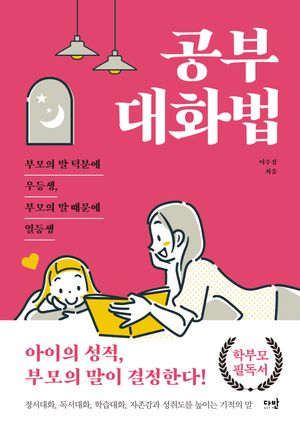 공부
대화법
이수경
지음
부모의 말 덕분에
우등생,
부모의 말 때문에
열등생
아이의 성적,
부모의 말이 결정한다!
학부모
필독서
정서대화, 독서대화, 학습대화, 자존감과 성취도를 높이는 기적의 말
다밤